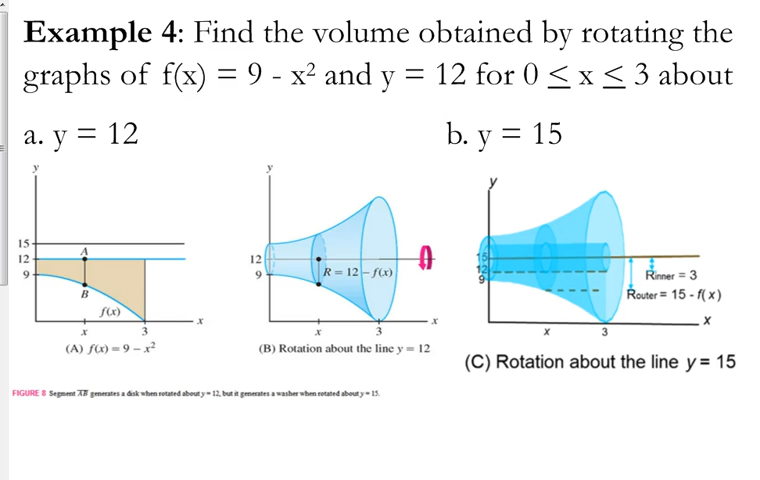 Example 4: Find the volume obtained by rotating the
graphs of f(x) = 9 - x² and y = 12 for 0 ≤ x ≤ 3 about
a. y = 12
b. y = 15
y
15
12
9
A
B
f(x)
x
3
x
(A) f(x) = 9 – x²
y
12
9
R = 12 – f(x)
x
3
x
(B) Rotation about the line y = 12
y
15
12
9
Rinner = 3
Router = 15 - f( x )
x
3
X
(C) Rotation about the line y = 15
FIGURE 8 Segment AB generates a disk when rotated about y = 12, but it generates a washer when rotated about y = 15.